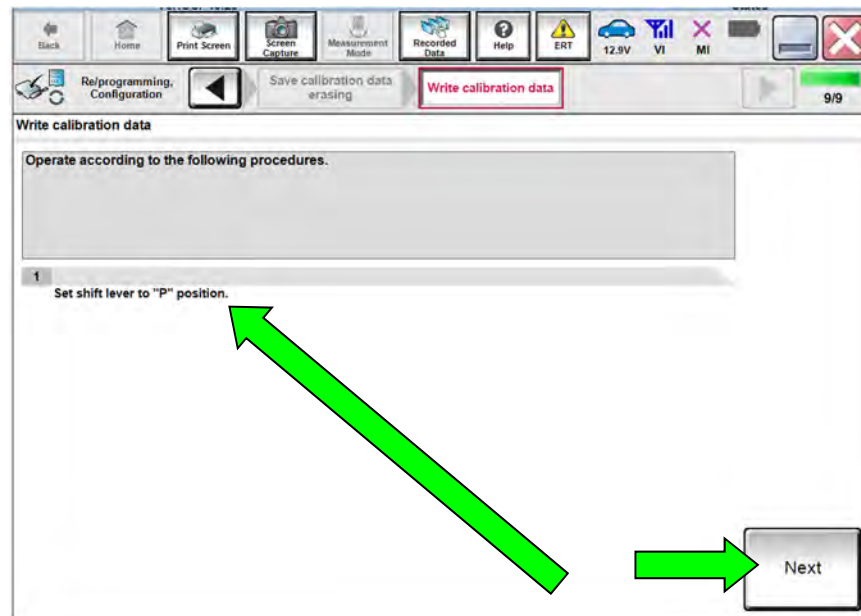 Back
Home
Print Screen
Screen
Capture
Measurement
Mode
Recorded
Data
Help
ERT
12.9V
VI
MI
Re/programming,
Configuration
Save calibration data
erasing
Write calibration data
9/9
Write calibration data
Operate according to the following procedures.
1
Set shift lever to "P" position.
Next